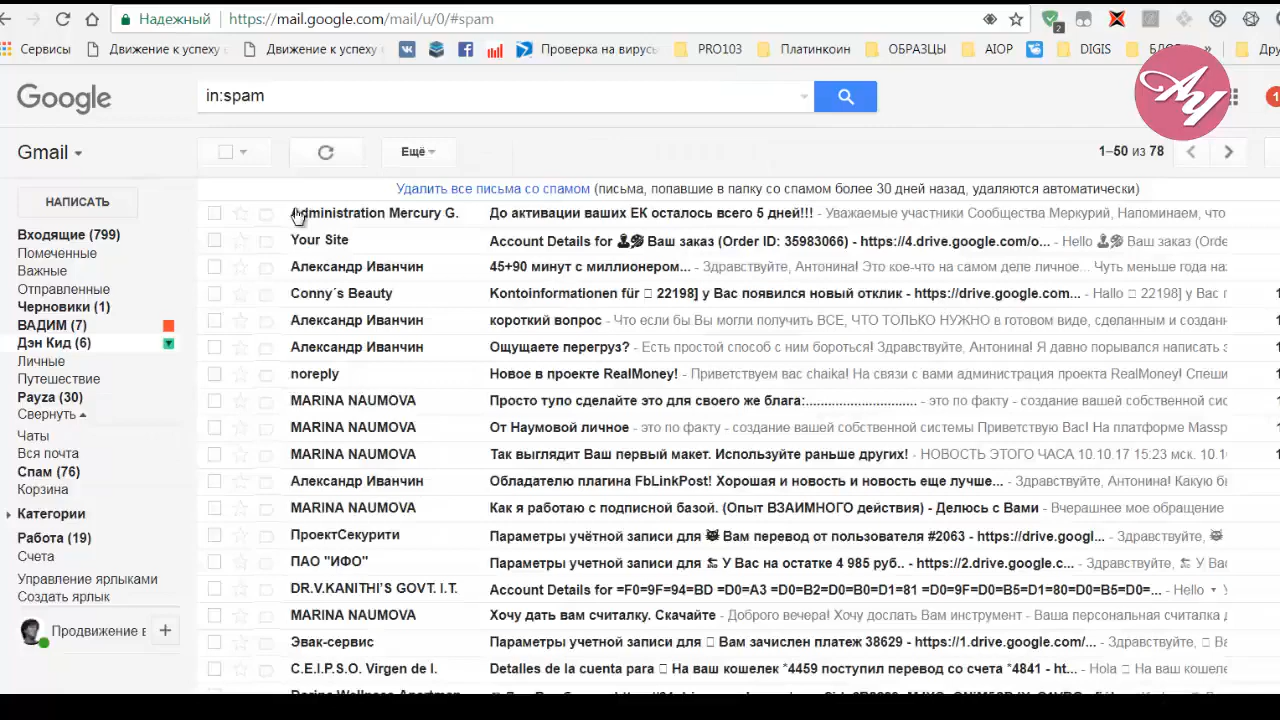 Надежный https://mail.google.com/mail/u/0/#spam
2
Сервисы Движение к успеху Движение к успеху Проверка на вирусь PRO103 Платинкоин ОБРАЗЦЫ AIOP DIGIS БЛОГ » Дру
AY
Google in:spam 1
Gmail Ещё 1–50 из 78
Удалить все письма со спамом (письма, попавшие в папку со спамом более 30 дней назад, удаляются автоматически)
НАПИСАТЬ
Входящие (799)
Помеченные
Важные
Отправленные
Черновики (1)
ВАДИМ (7)
Дэн Кид (6)
Личные
Путешествие
Payza (30)
Свернуть
Чаты
Вся почта
Спам (76)
Корзина
Категории
Работа (19)
Счета
Управление ярлыками
Создать ярлык
Продвижение в
Administration Mercury G. До активации ваших ЕК осталось всего 5 дней!!! - Уважаемые участники Сообщества Меркурий, Напоминаем, что
Your Site Account Details for Ваш заказ (Order ID: 35983066) - https://4.drive.google.com/o... - Hello Ваш заказ (Orde
Александр Иванчин 45+90 минут с миллионером... - Здравствуйте, Антонина! Это кое-что на самом деле личное... Чуть меньше года наз
Conny´s Beauty Kontoinformationen für 22198] у Вас появился новый отклик - https://drive.google.com... - Hallo 22198] у Вас г
Александр Иванчин короткий вопрос - Что если бы Вы могли получить ВСЕ, ЧТО ТОЛЬКО НУЖНО в готовом виде, сделанным и создан
Александр Иванчин Ощущаете перегруз? - Есть простой способ с ним бороться! Здравствуйте, Антонина! Я давно порывался написать з
noreply Новое в проекте RealMoney! - Приветствуем вас chaika! На связи с вами администрация проекта RealMoney! Спеши
MARINA NAUMOVA Просто тупо сделайте это для своего же блага:................................ - это по факту - создание вашей собственной сис
MARINA NAUMOVA От Наумовой личное - это по факту - создание вашей собственной системы Приветствую Вас! На платформе Massp
MARINA NAUMOVA Так выглядит Ваш первый макет. Используйте раньше других! - НОВОСТЬ ЭТОГО ЧАСА 10.10.17 15:23 мск. 10.1
Александр Иванчин Обладателю плагина FbLinkPost! Хорошая и новость и новость еще лучше... - Здравствуйте, Антонина! Какую б
MARINA NAUMOVA Как я работаю с подписной базой. (Опыт ВЗАИМНОГО действия) - Делюсь с Вами - Вчерашнее мое обращение
ПроектСекурити Параметры учётной записи для Вам перевод от пользователя #2063 - https://drive.googl... - Здравствуйте,
ПАО "ИФО" Параметры учетной записи для У Вас на остатке 4 985 руб.. - https://2.drive.google.c... - Здравствуйте, У Ва
DR.V.KANITHI'S GOVT. I.T. Account Details for =F0=9F=94=BD =D0=A3 =D0=B2=D0=B0=D1=81 =D0=9F=D0=B5=D1=80=D0=B5=D0=... - Hello
MARINA NAUMOVA Хочу дать вам считалку. Скачайте - Доброго вечера! Хочу дослать Вам инструмент - Ваша персональная считалка д
Эвак-сервис Параметры учетной записи для Вам зачислен платеж 38629 - https://1.drive.google.com/... - Здравствуйте, В
C.E.I.P.S.O. Virgen de l. Detalles de la cuenta para На ваш кошелек *4459 поступил перевод со счета *4841 - ht... - Hola На ваш кошеле